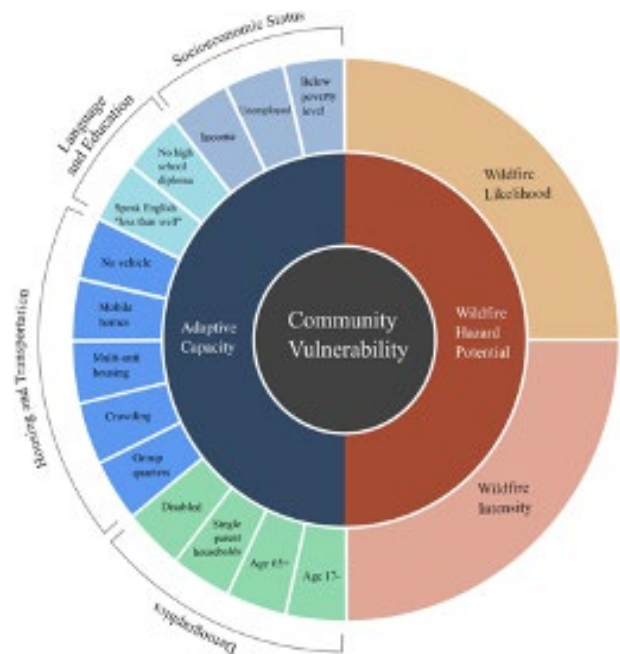 Socioeconomic Status
Language
and Education
Housing and Transportation
Demographics
Below
poverty
level
Unemployed
Income
No high
school
diploma
Speak English
"less than well"
No vehicle
Mobile
homes
Multi-unit
housing
Crowding
Group
quarters
Disabled
Single
parent
households
Age 65+
Age 17-
Adaptive
Capacity
Community
Vulnerability
Wildfire
Hazard
Potential
Wildfire
Likelihood
Wildfire
Intensity